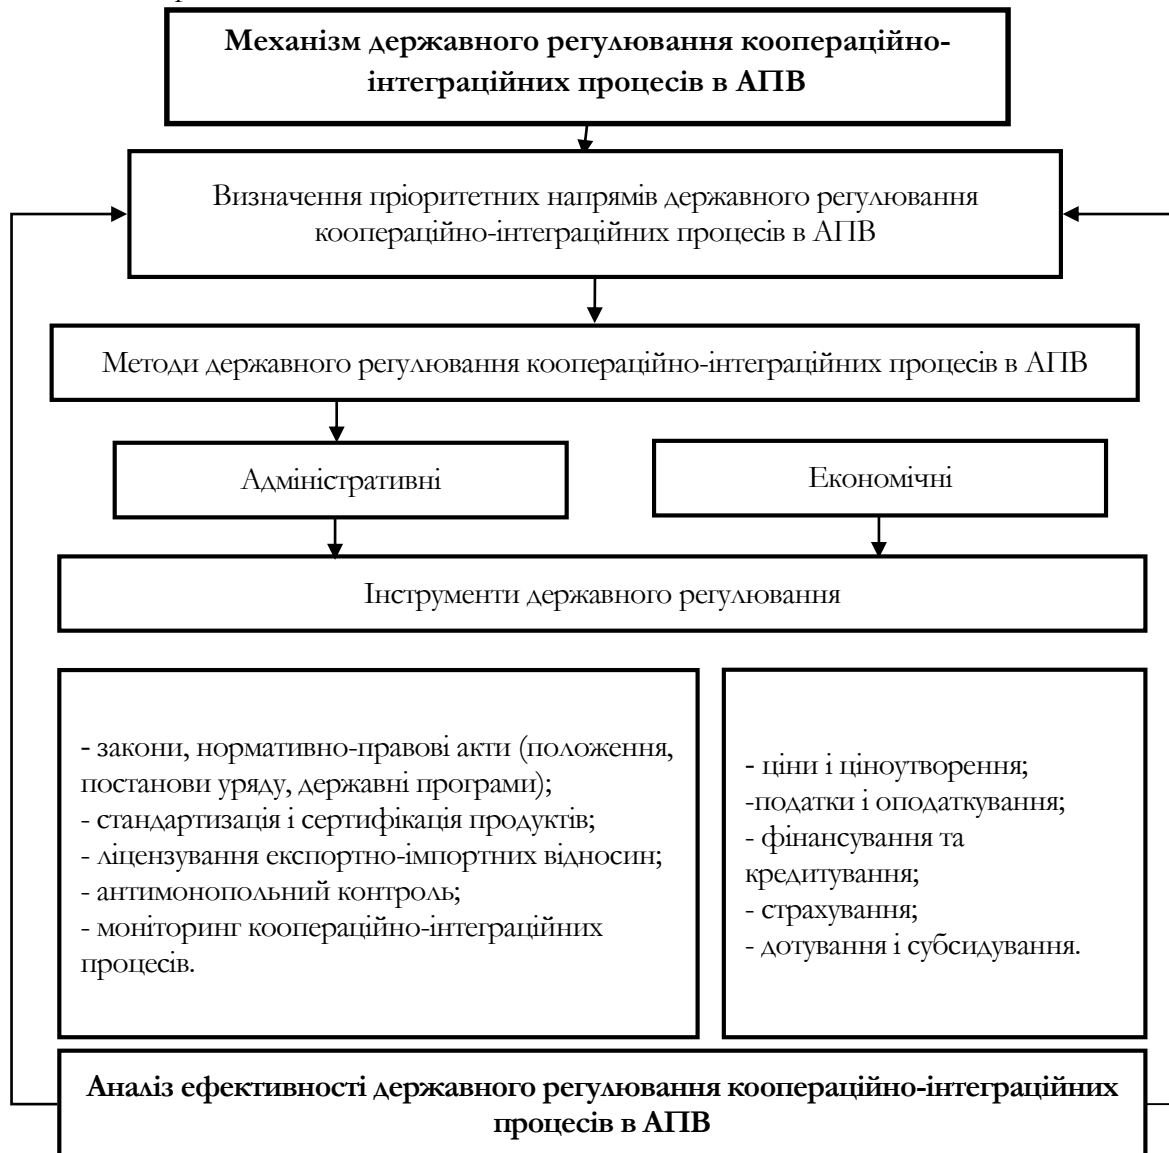 Механізм державного регулювання коопераційно-
інтеграційних процесів в АПВ
Визначення пріоритетних напрямів державного регулювання
коопераційно-інтеграційних процесів в АПВ
Методи державного регулювання коопераційно-інтеграційних процесів в АПВ
Адміністративні
Економічні
Інструменти державного регулювання
- закони, нормативно-правові акти (положення,
постанови уряду, державні програми);
- стандартизація і сертифікація продуктів;
- ліцензування експортно-імпортних відносин;
- антимонопольний контроль;
- моніторинг коопераційно-інтеграційних
процесів.
- ціни і ціноутворення;
-податки і оподаткування;
- фінансування та
кредитування;
- страхування;
- дотування і субсидування.
Аналіз ефективності державного регулювання коопераційно-інтеграційних
процесів в АПВ